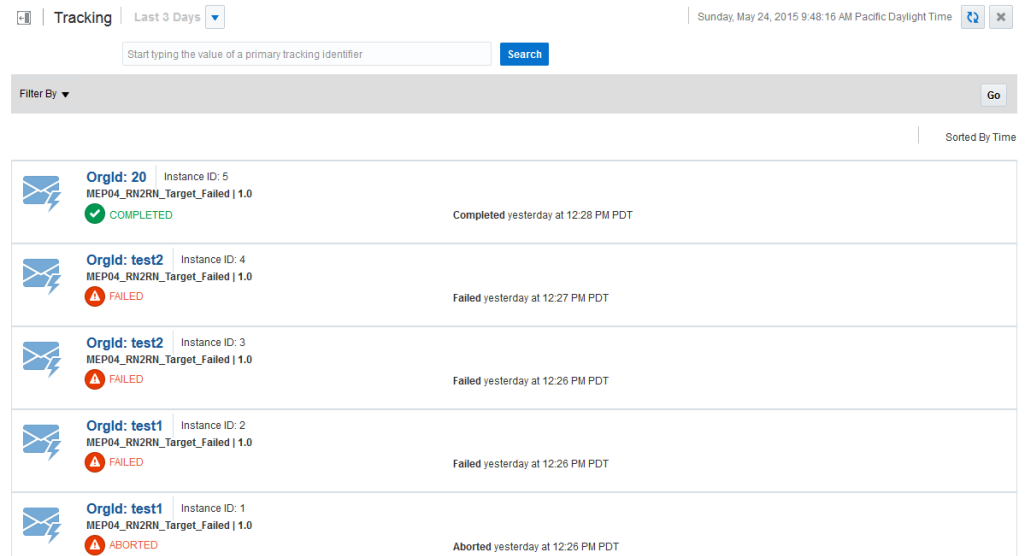 Tracking Last 3 Days Sunday, May 24, 2015 9:48:16 AM Pacific Daylight Time
Start typing the value of a primary tracking identifier Search
Filter By Go
Sorted By Time
OrgId: 20 Instance ID: 5
MEP04_RN2RN_Target_Failed | 1.0
COMPLETED Completed yesterday at 12:28 PM PDT
OrgId: test2 Instance ID: 4
MEP04_RN2RN_Target_Failed | 1.0
FAILED Failed yesterday at 12:27 PM PDT
OrgId: test2 Instance ID: 3
MEP04_RN2RN_Target_Failed | 1.0
FAILED Failed yesterday at 12:26 PM PDT
OrgId: test1 Instance ID: 2
MEP04_RN2RN_Target_Failed | 1.0
FAILED Failed yesterday at 12:26 PM PDT
OrgId: test1 Instance ID: 1
MEP04_RN2RN_Target_Failed | 1.0
ABORTED Aborted yesterday at 12:26 PM PDT